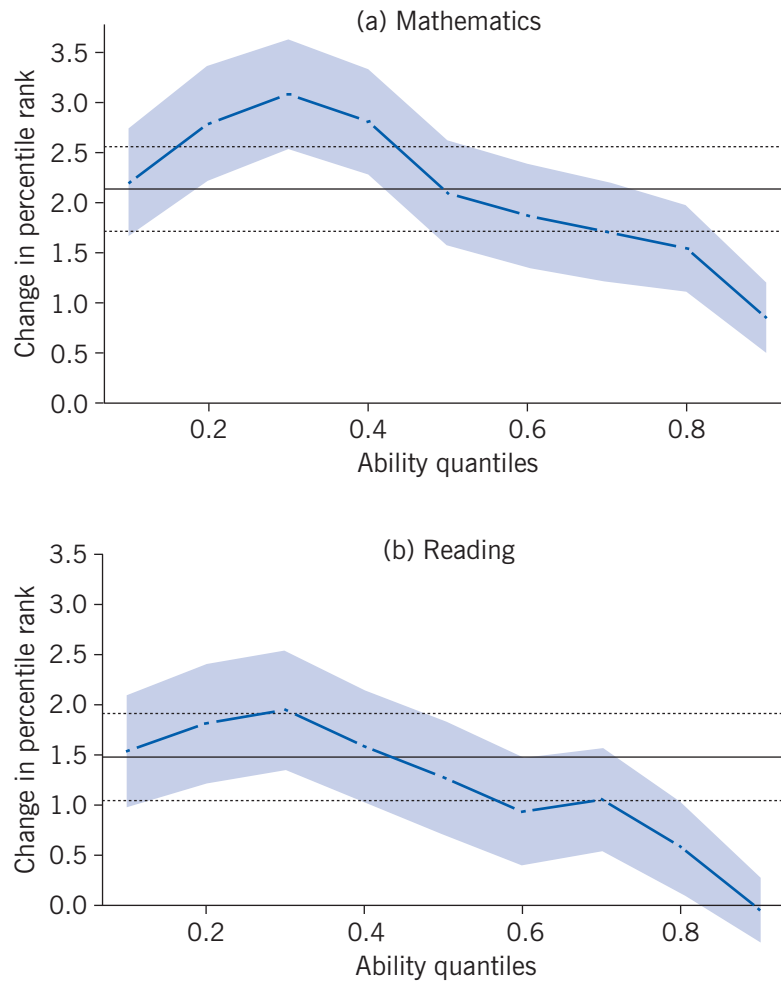 (a) Mathematics
Change in percentile rank
3.5
3.0
2.5
2.0
1.5
1.0
0.5
0.0
0.2 0.4 0.6 0.8
Ability quantiles
(b) Reading
Change in percentile rank
3.5
3.0
2.5
2.0
1.5
1.0
0.5
0.0
0.2 0.4 0.6 0.8
Ability quantiles